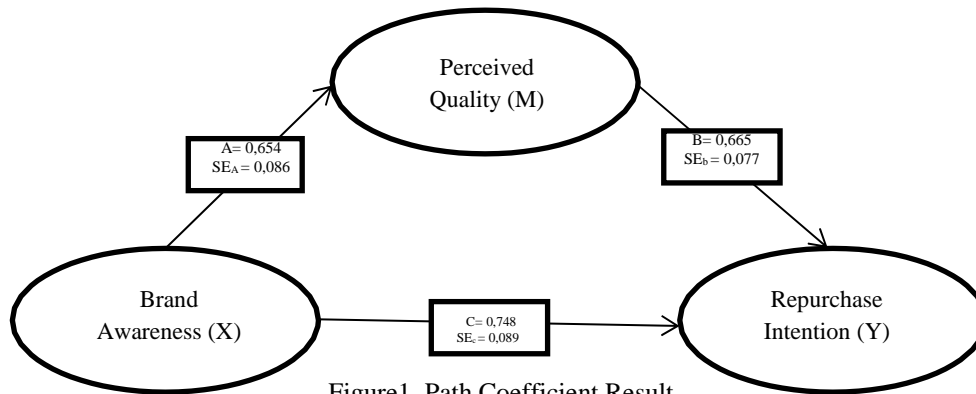 Perceived
Quality (M)
A= 0,654
SEA = 0,086
B= 0,665
SEb = 0,077
Brand
Awareness (X)
C= 0,748
SEc = 0,089
Repurchase
Intention (Y)
Figure1. Path Coefficient Result